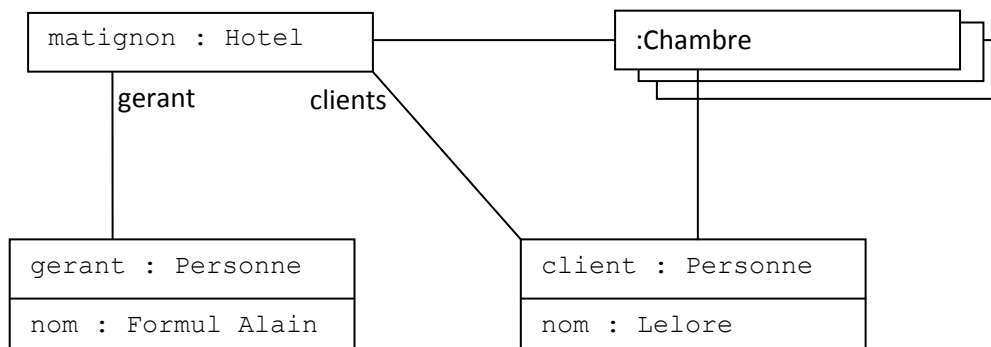 matignon : Hotel
:Chambre
gerant
clients
gerant : Personne
nom : Formul Alain
client : Personne
nom : Lelore